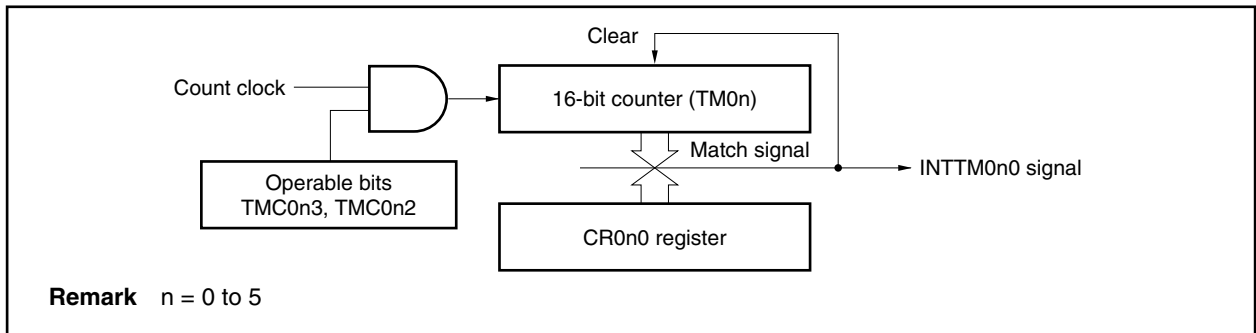 Clear
Count clock
16-bit counter (TM0n)
Match signal
INTTM0n0 signal
Operable bits
TMC0n3, TMC0n2
CR0n0 register
Remark n = 0 to 5